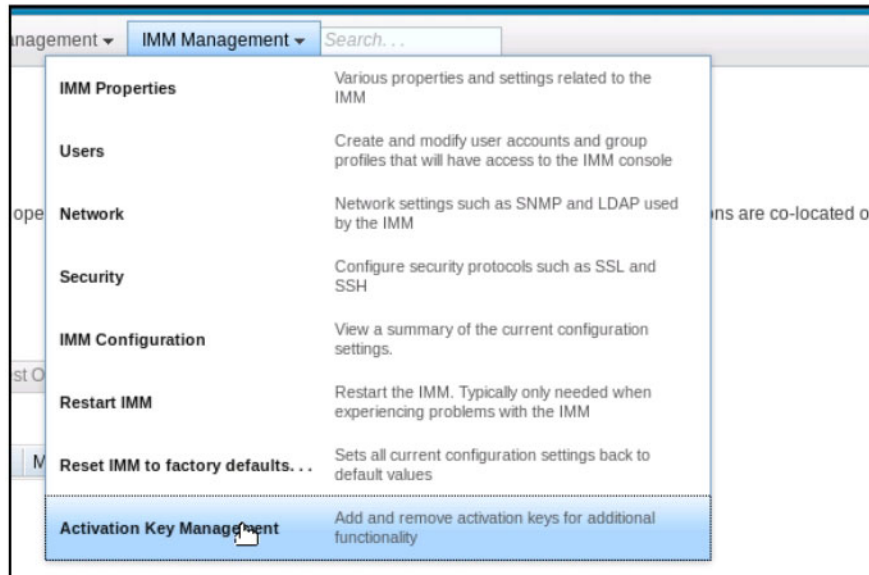 nagement IMM Management Search...
IMM Properties Various properties and settings related to the
IMM
Users Create and modify user accounts and group
profiles that will have access to the IMM console
ope Network Network settings such as SNMP and LDAP used
by the IMM ns are co-located o
Security Configure security protocols such as SSL and
SSH
IMM Configuration View a summary of the current configuration
settings.
st O
Restart IMM Restart the IMM. Typically only needed when
experiencing problems with the IMM
M Reset IMM to factory defaults... Sets all current configuration settings back to
default values
Activation Key Management Add and remove activation keys for additional
functionality